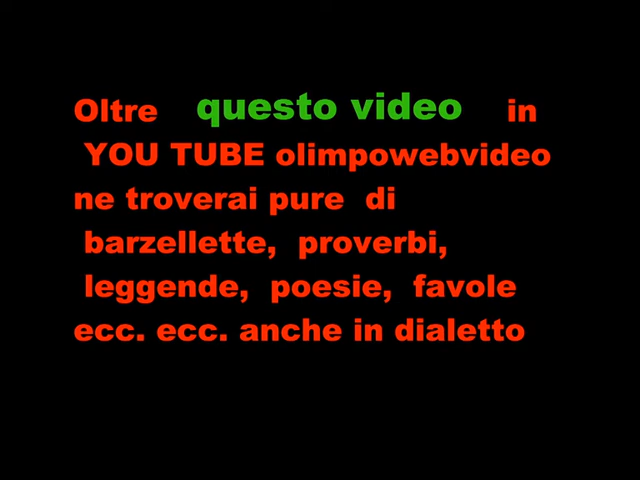 Oltre questo video in
YOU TUBE olimpowebvideo
ne troverai pure di
barzellette, proverbi,
leggende, poesie, favole
ecc. ecc. anche in dialetto